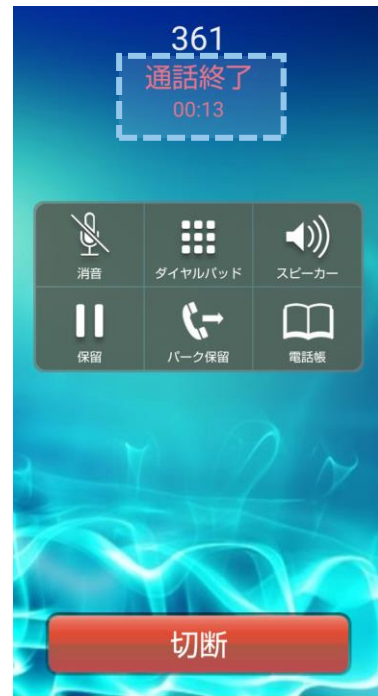 361
通話終了
00:13
消音
ダイヤルパッド
スピーカー
保留
パーク保留
電話帳
切断